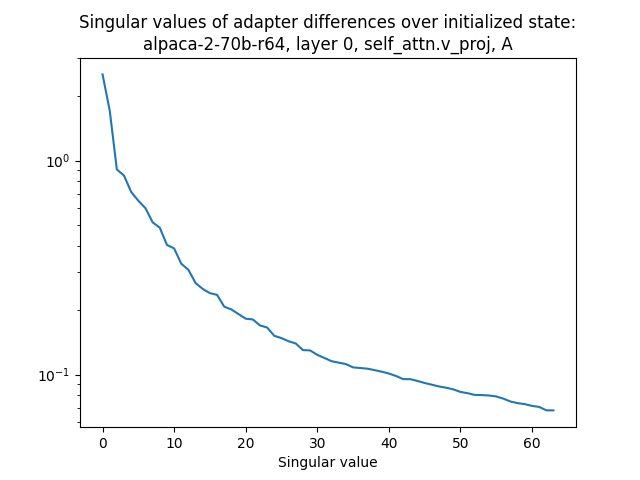 Singular values of adapter differences over initialized state:
alpaca-2-70b-r64, layer 0, self_attn.v_proj, A
10⁰
10⁻¹
0 10 20 30 40 50 60
Singular value